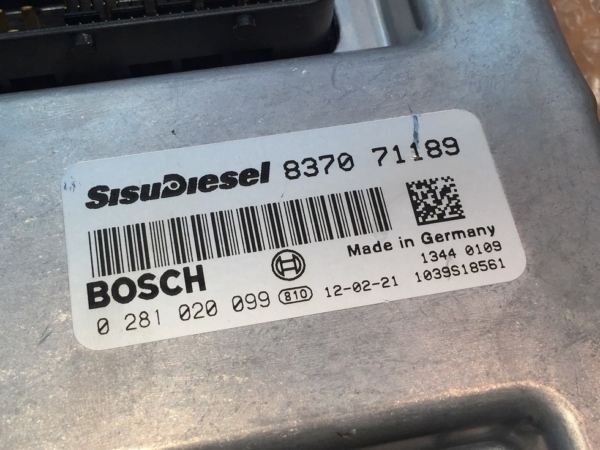 SISUDIESEL 8370 71189
Made in Germany
BOSCH
1344 0109
0 281 020 099 810 12-02-21 1039S18561